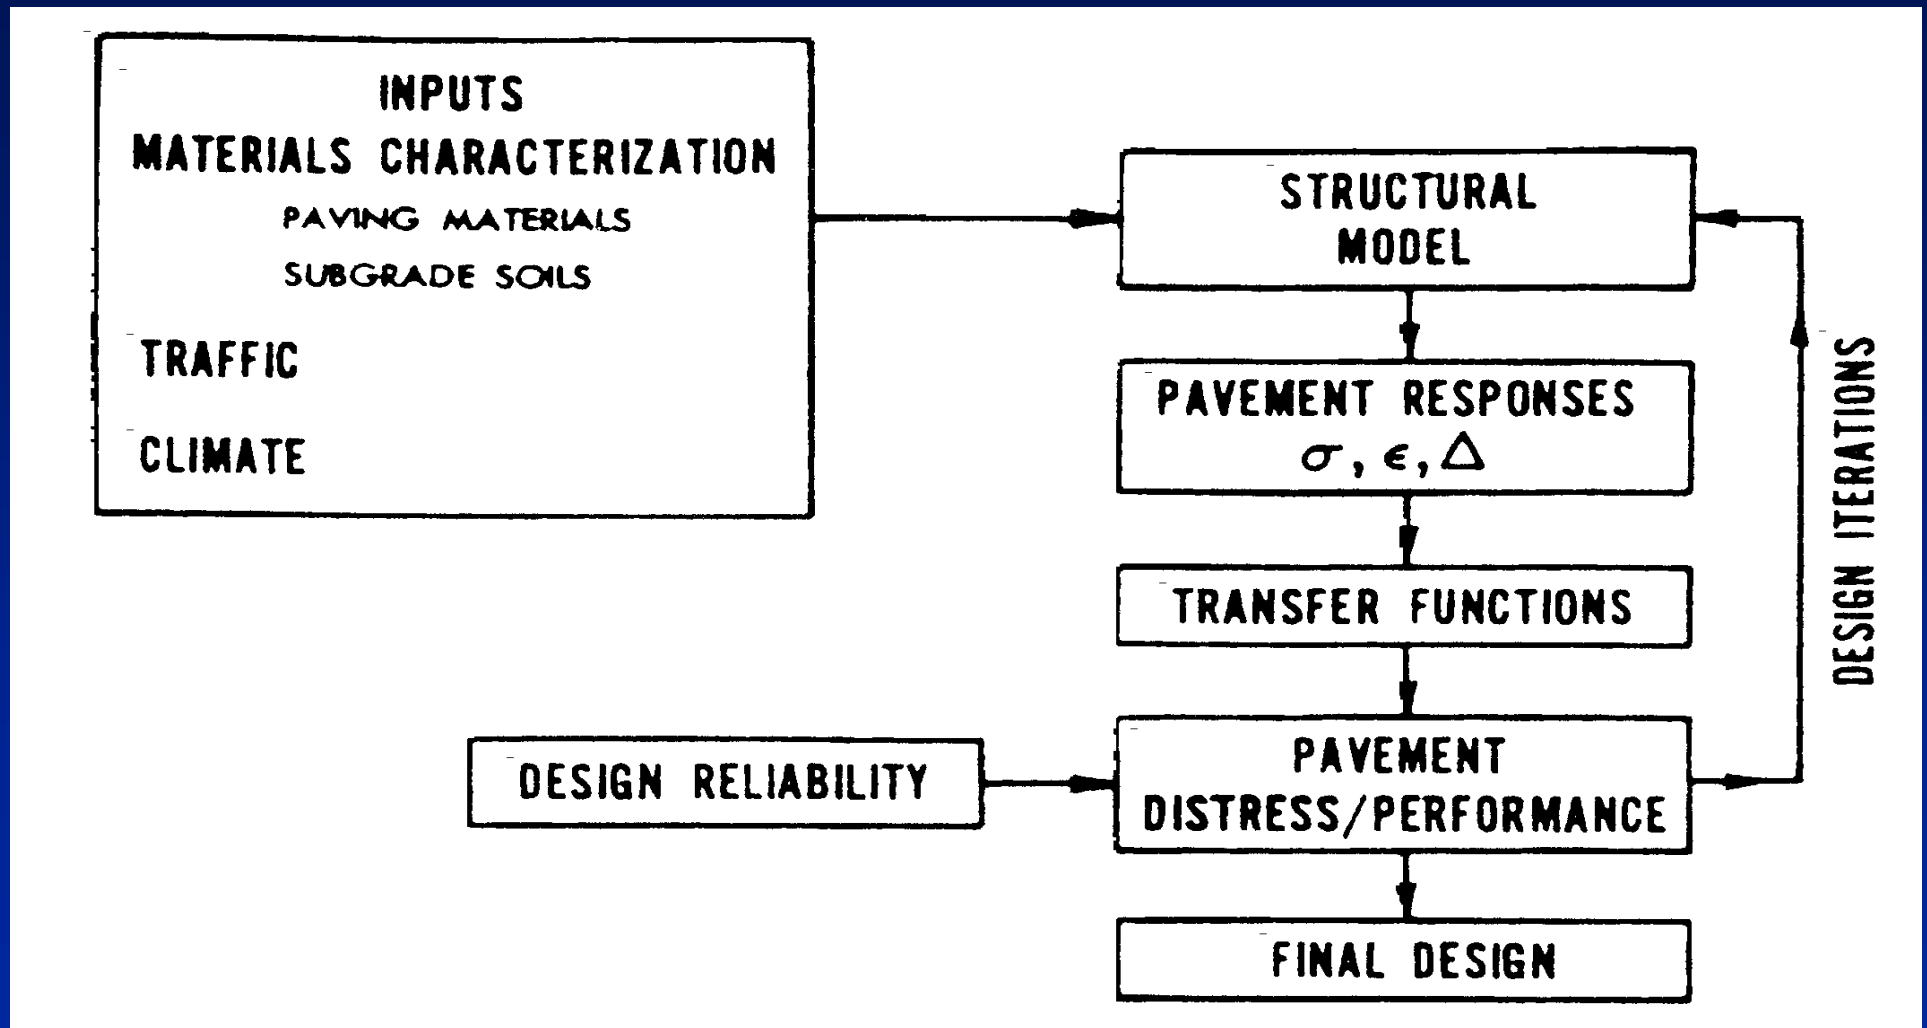 INPUTS
MATERIALS CHARACTERIZATION
PAVING MATERIALS
SUBGRADE SOILS
TRAFFIC
CLIMATE
STRUCTURAL
MODEL
PAVEMENT RESPONSES
σ, ϵ, Δ
TRANSFER FUNCTIONS
DESIGN RELIABILITY
PAVEMENT
DISTRESS/PERFORMANCE
FINAL DESIGN
DESIGN ITERATIONS